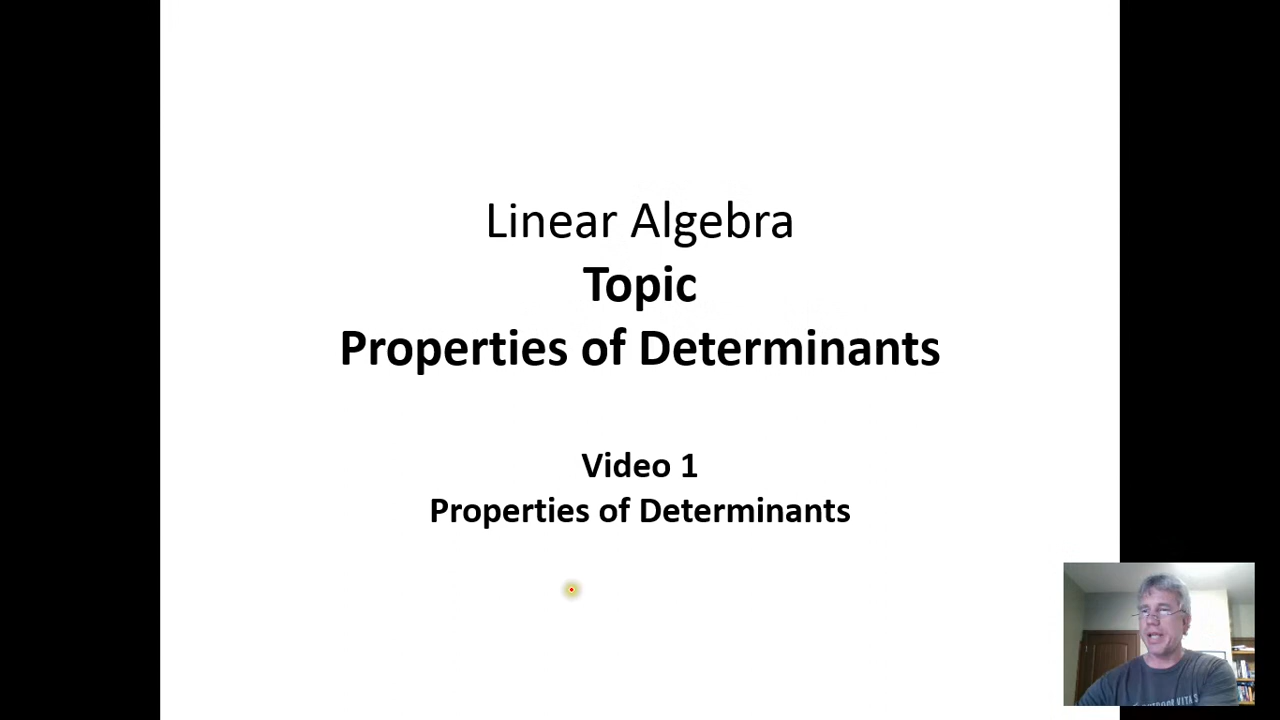 Linear Algebra
Topic
Properties of Determinants
Video 1
Properties of Determinants